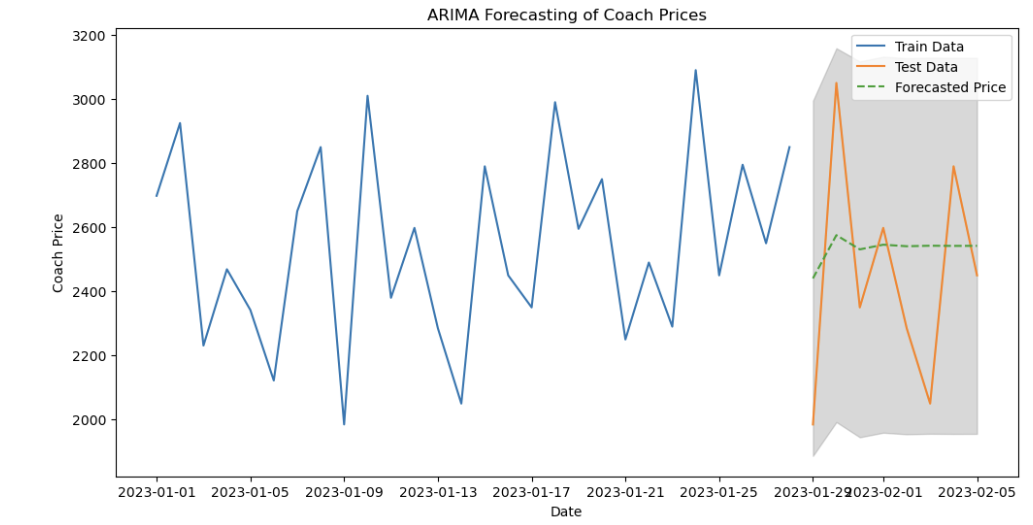 ARIMA Forecasting of Coach Prices
Train Data
Test Data
Forecasted Price
3200
3000
2800
2600
2400
2200
2000
Coach Price
2023-01-01 2023-01-05 2023-01-09 2023-01-13 2023-01-17 2023-01-21 2023-01-25 2023-01-29 2023-02-01 2023-02-05
Date